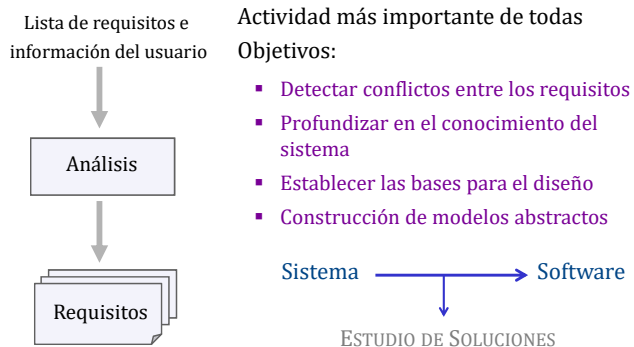 Lista de requisitos e
información del usuario
Análisis
Requisitos
Actividad más importante de todas
Objetivos:
▪ Detectar conflictos entre los requisitos
▪ Profundizar en el conocimiento del
sistema
▪ Establecer las bases para el diseño
▪ Construcción de modelos abstractos
Sistema
Software
ESTUDIO DE SOLUCIONES